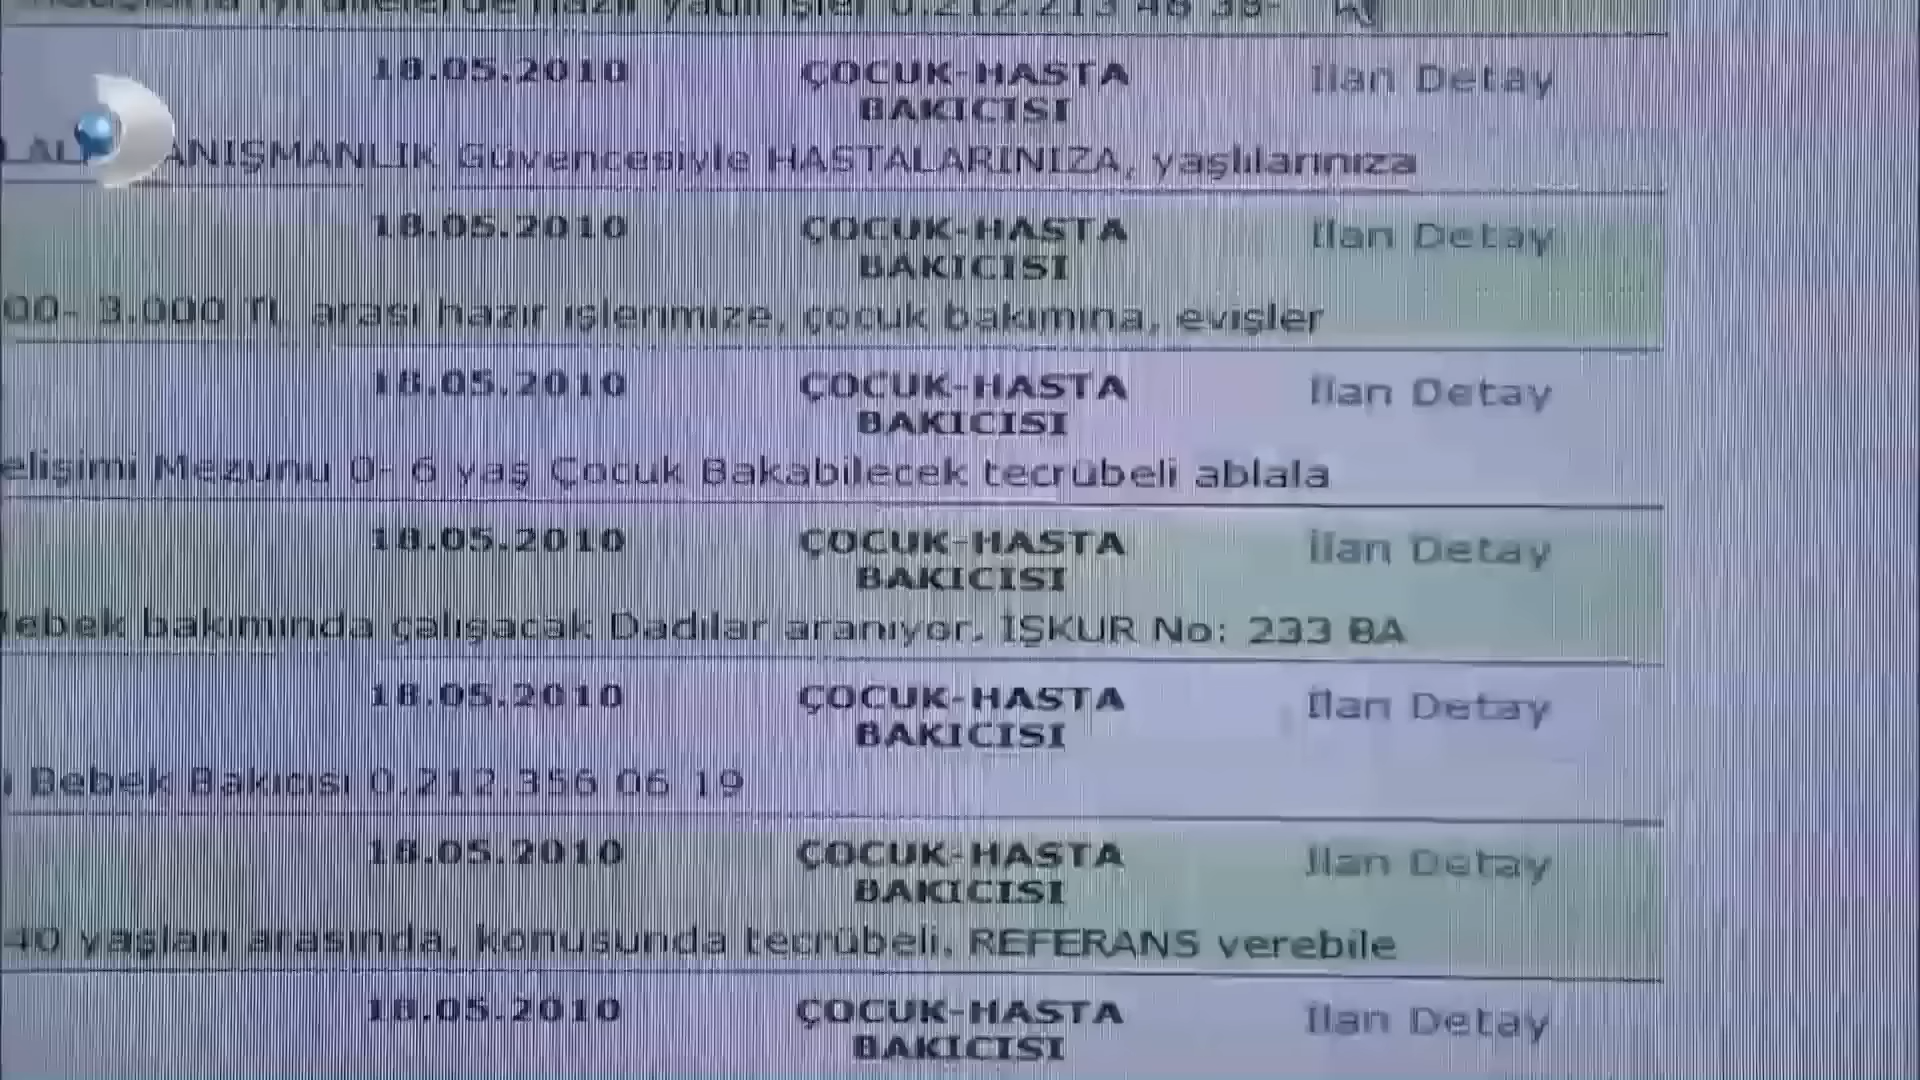 0.212.213 48 38-
18.05.2010 ÇOCUK-HASTA BAKICISI İlan Detay
ANIŞMANLIK Güvencesiyle HASTALARINIZA, yaşlılarınıza
18.05.2010 ÇOCUK-HASTA BAKICISI İlan Detay
00- 3.000 TL arası hazır işlerimize, çocuk bakımına, evişler
18.05.2010 ÇOCUK-HASTA BAKICISI İlan Detay
elişimi Mezunu 0- 6 yaş Çocuk Bakabilecek tecrübeli ablala
18.05.2010 ÇOCUK-HASTA BAKICISI İlan Detay
ebek bakımında çalışacak Dadılar aranıyor. İŞKUR No: 233 BA
18.05.2010 ÇOCUK-HASTA BAKICISI İlan Detay
Bebek Bakıcısı 0.212.356 06 19
18.05.2010 ÇOCUK-HASTA BAKICISI İlan Detay
40 yaşları arasında, konusunda tecrübeli, REFERANS verebile
18.05.2010 ÇOCUK-HASTA BAKICISI İlan Detay